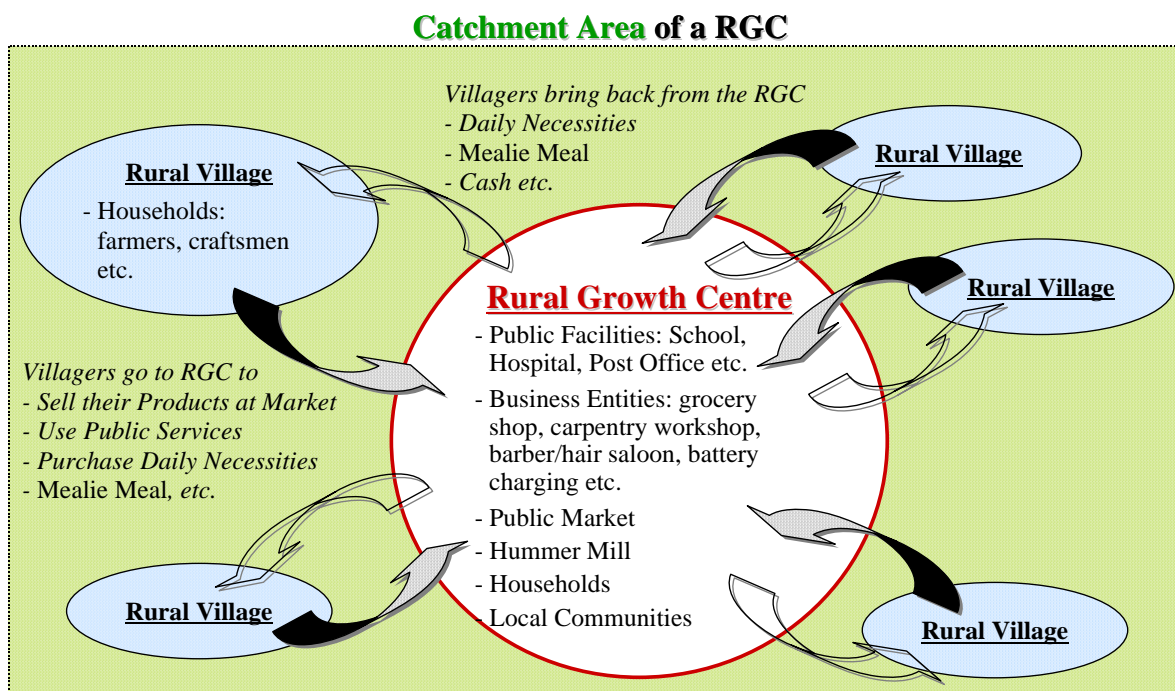 Catchment Area of a RGC
Villagers bring back from the RGC
- Daily Necessities
- Mealie Meal
- Cash etc.
Rural Village
- Households:
farmers, craftsmen
etc.
Rural Village
Rural Village
Villagers go to RGC to
- Sell their Products at Market
- Use Public Services
- Purchase Daily Necessities
- Mealie Meal, etc.
Rural Growth Centre
- Public Facilities: School,
Hospital, Post Office etc.
- Business Entities: grocery
shop, carpentry workshop,
barber/hair saloon, battery
charging etc.
- Public Market
- Hummer Mill
- Households
- Local Communities
Rural Village
Rural Village